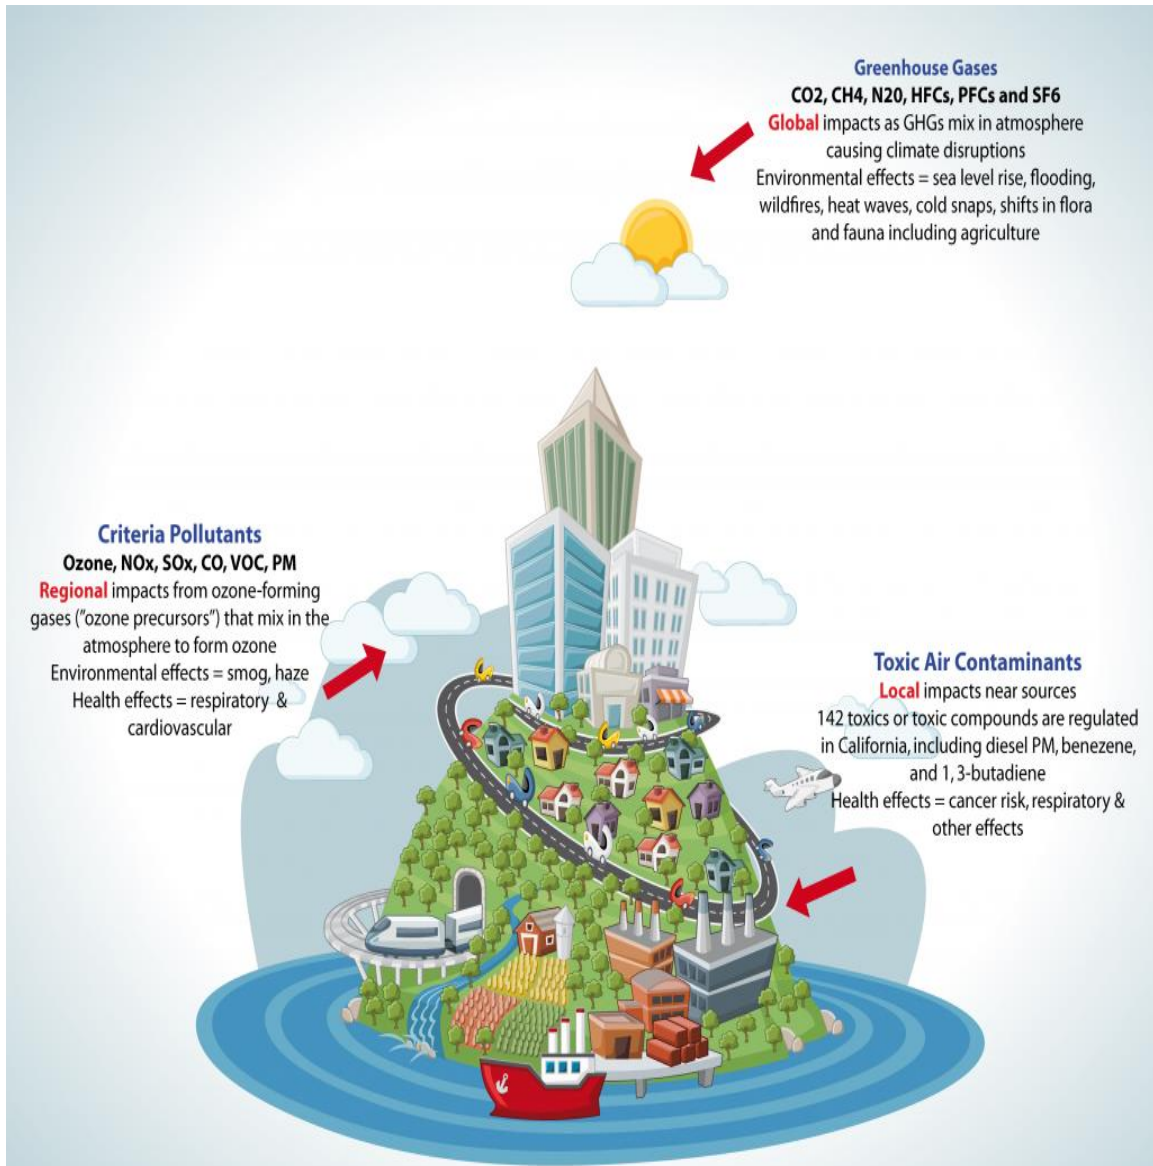 Greenhouse Gases
CO2, CH4, N20, HFCs, PFCs and SF6
Global impacts as GHGs mix in atmosphere
causing climate disruptions
Environmental effects = sea level rise, flooding,
wildfires, heat waves, cold snaps, shifts in flora
and fauna including agriculture
Criteria Pollutants
Ozone, NOx, SOx, CO, VOC, PM
Regional impacts from ozone-forming
gases ("ozone precursors") that mix in the
atmosphere to form ozone
Environmental effects = smog, haze
Health effects = respiratory &
cardiovascular
Toxic Air Contaminants
Local impacts near sources
142 toxics or toxic compounds are regulated
in California, including diesel PM, benezene,
and 1, 3-butadiene
Health effects = cancer risk, respiratory &
other effects